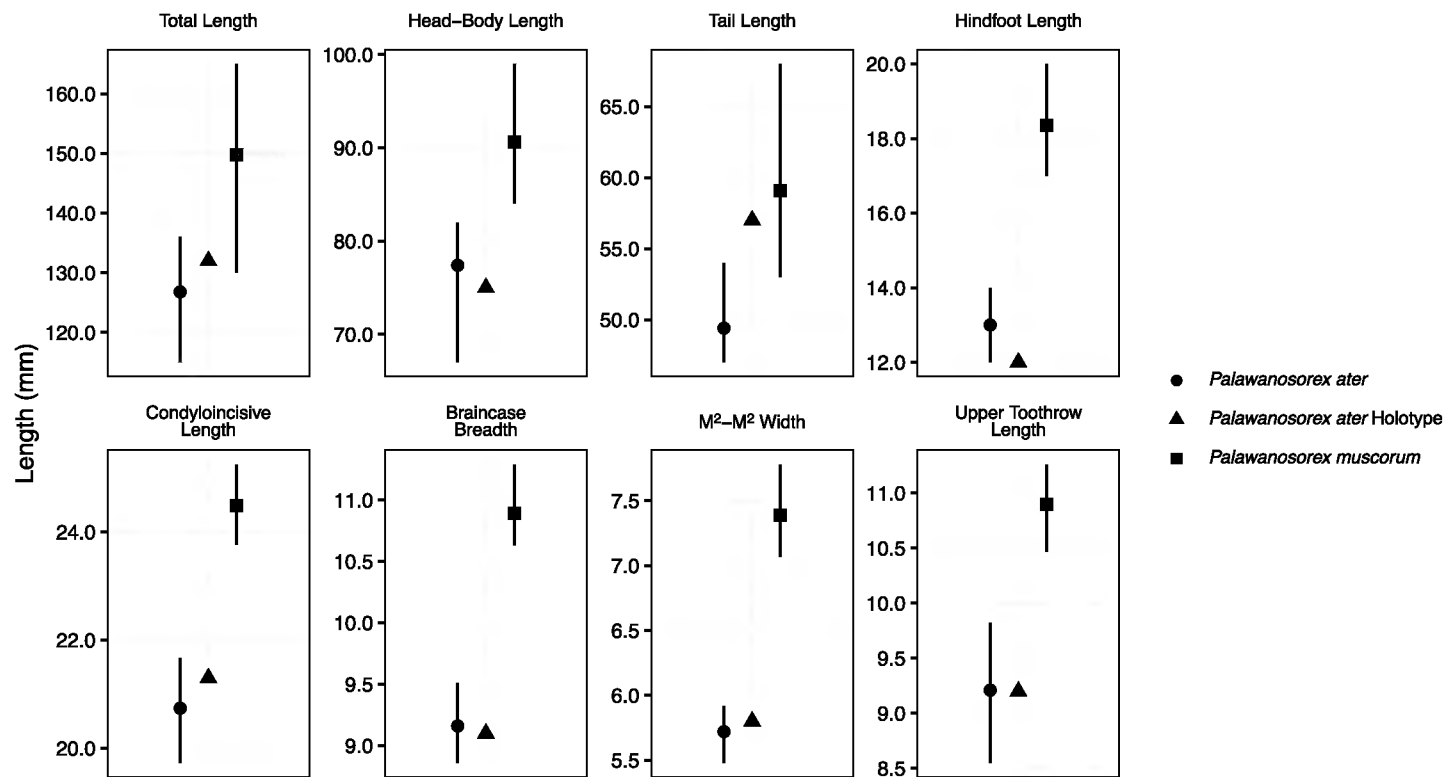 Total Length
Head–Body Length
Tail Length
Hindfoot Length
160.0
150.0
140.0
130.0
120.0
100.0
90.0
80.0
70.0
65.0
60.0
55.0
50.0
20.0
18.0
16.0
14.0
12.0
Length (mm)
Condyloincisive
Length
Braincase
Breadth
M²–M² Width
Upper Toothrow
Length
24.0
22.0
20.0
11.0
10.5
10.0
9.5
9.0
7.5
7.0
6.5
6.0
5.5
11.0
10.5
10.0
9.5
9.0
8.5
Palawanosorex ater
Palawanosorex ater Holotype
Palawanosorex muscorum